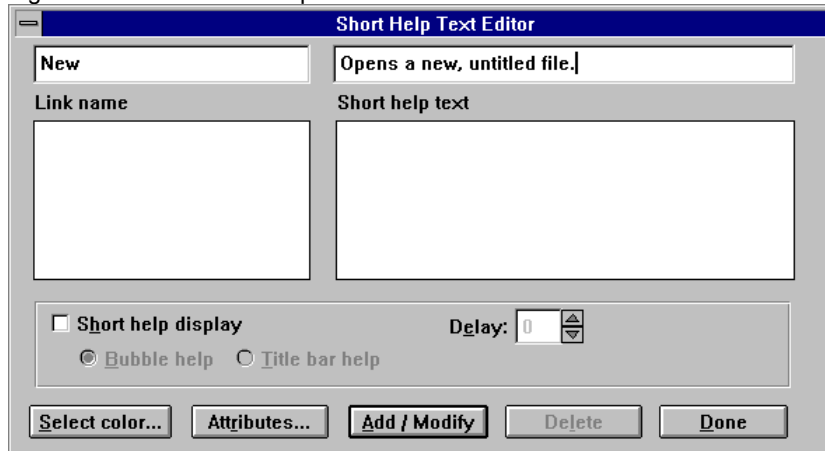 Short Help Text Editor
New Opens a new, untitled file.
Link name Short help text
Short help display Delay: 0
Bubble help Title bar help
Select color... Attributes... Add / Modify Delete Done